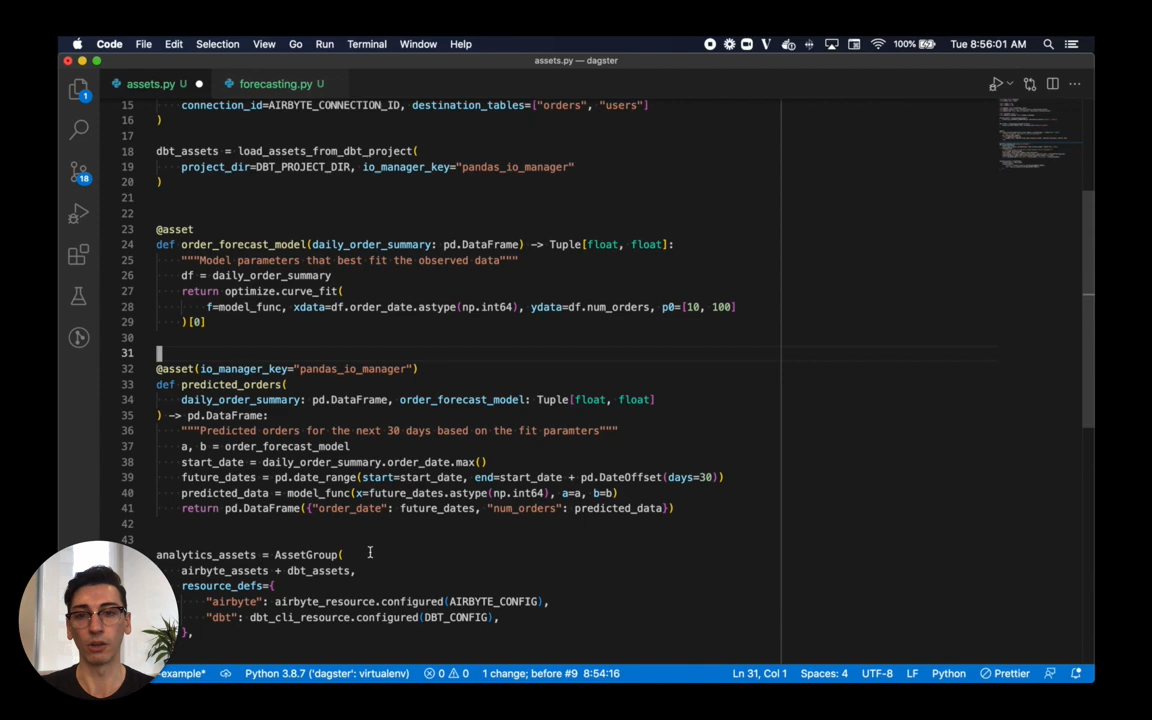 Code File Edit Selection View Go Run Terminal Window Help 100% Tue 8:56:01 AM
assets.py — dagster
assets.py U forecasting.py U
15 connection_id=AIRBYTE_CONNECTION_ID, destination_tables=["orders", "users"]
16 )
17
18 dbt_assets = load_assets_from_dbt_project(
19 project_dir=DBT_PROJECT_DIR, io_manager_key="pandas_io_manager"
20 )
21
22
23 @asset
24 def order_forecast_model(daily_order_summary: pd.DataFrame) -> Tuple[float, float]:
25 """Model parameters that best fit the observed data"""
26 df = daily_order_summary
27 return optimize.curve_fit(
28 f=model_func, xdata=df.order_date.astype(np.int64), ydata=df.num_orders, p0=[10, 100]
29 )[0]
30
31
32 @asset(io_manager_key="pandas_io_manager")
33 def predicted_orders(
34 daily_order_summary: pd.DataFrame, order_forecast_model: Tuple[float, float]
35 ) -> pd.DataFrame:
36 """Predicted orders for the next 30 days based on the fit paramters"""
37 a, b = order_forecast_model
38 start_date = daily_order_summary.order_date.max()
39 future_dates = pd.date_range(start=start_date, end=start_date + pd.DateOffset(days=30))
40 predicted_data = model_func(x=future_dates.astype(np.int64), a=a, b=b)
41 return pd.DataFrame({"order_date": future_dates, "num_orders": predicted_data})
42
43
analytics_assets = AssetGroup(
airbyte_assets + dbt_assets,
resource_defs={
"airbyte": airbyte_resource.configured(AIRBYTE_CONFIG),
"dbt": dbt_cli_resource.configured(DBT_CONFIG),
},
1
18
-example* Python 3.8.7 ('dagster': virtualenv) 0 0 1 change; before #9 8:54:16 Ln 31, Col 1 Spaces: 4 UTF-8 LF Python Prettier